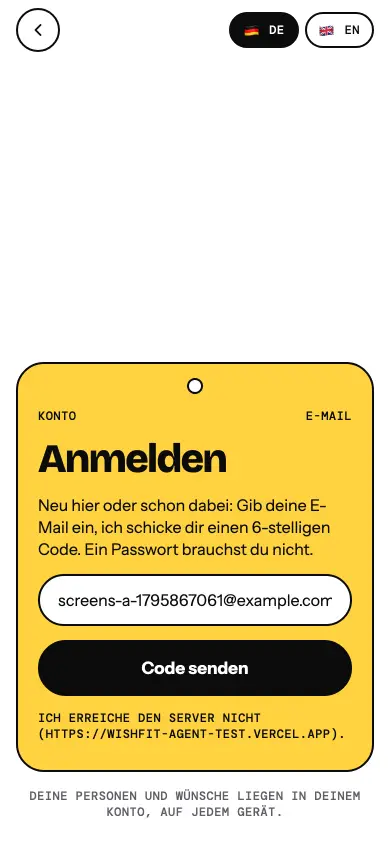 DE EN
KONTO E-MAIL
Anmelden
Neu hier oder schon dabei: Gib deine E-
Mail ein, ich schicke dir einen 6-stelligen
Code. Ein Passwort brauchst du nicht.
screens-a-1795867061@example.com
Code senden
ICH ERREICHE DEN SERVER NICHT
(HTTPS://WISHFIT-AGENT-TEST.VERCEL.APP).
DEINE PERSONEN UND WÜNSCHE LIEGEN IN DEINEM
KONTO, AUF JEDEM GERÄT.